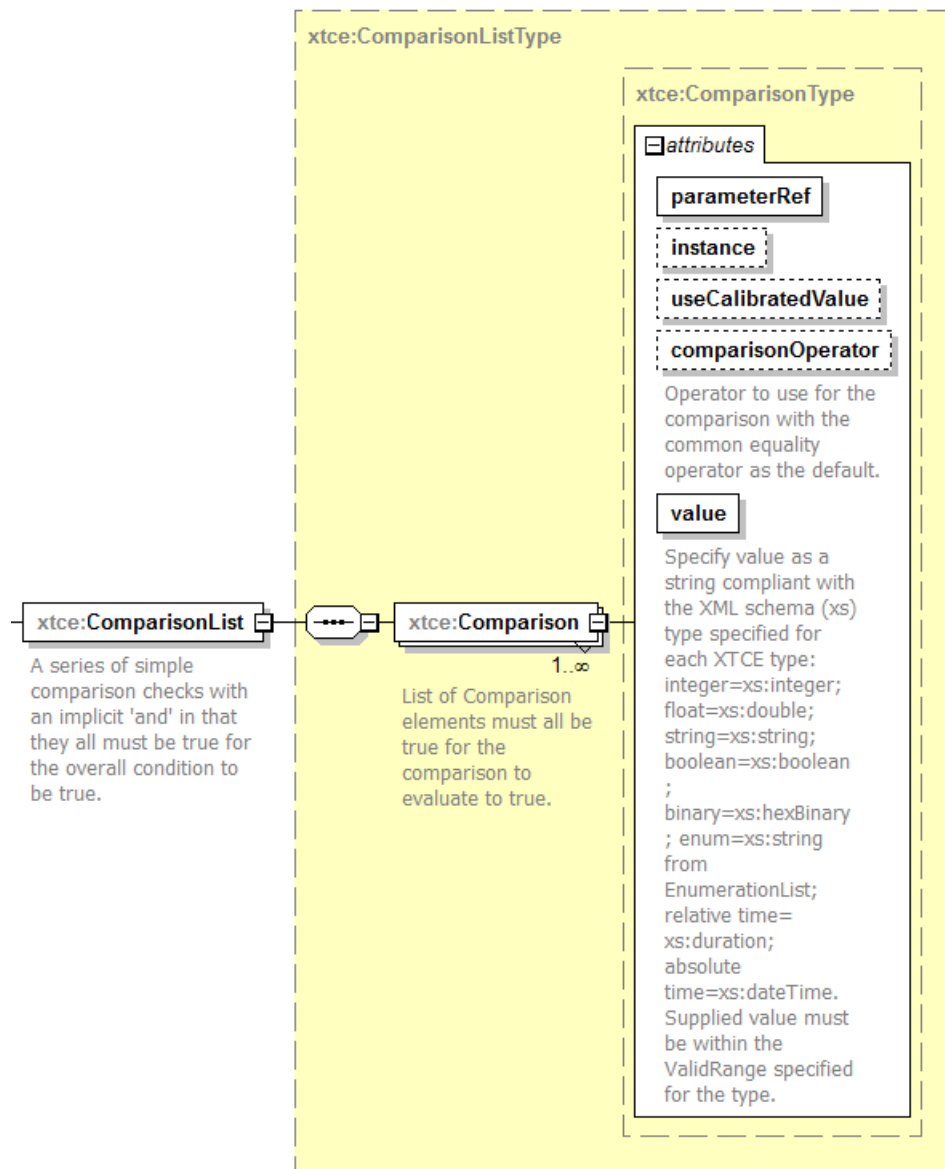 xtce:ComparisonListType
xtce:ComparisonType
attributes
parameterRef
instance
useCalibratedValue
comparisonOperator
Operator to use for the
comparison with the
common equality
operator as the default.
value
Specify value as a
string compliant with
the XML schema (xs)
type specified for
each XTCE type:
integer=xs:integer;
float=xs:double;
string=xs:string;
boolean=xs:boolean
;
binary=xs:hexBinary
; enum=xs:string
from
EnumerationList;
relative time=
xs:duration;
absolute
time=xs:dateTime.
Supplied value must
be within the
ValidRange specified
for the type.
xtce:ComparisonList
A series of simple
comparison checks with
an implicit 'and' in that
they all must be true for
the overall condition to
be true.
xtce:Comparison
1..∞
List of Comparison
elements must all be
true for the
comparison to
evaluate to true.